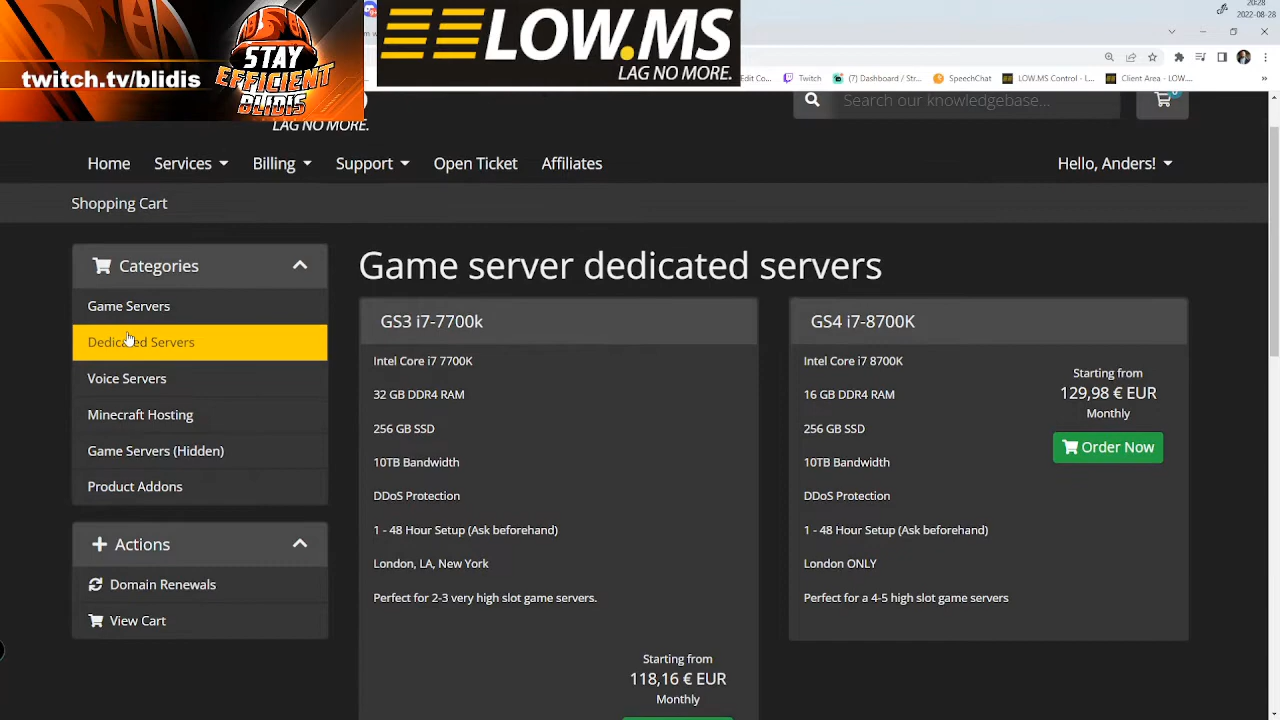 20:28
2022-08-28
twitch.tv/blidis
STAY
EFFICIENT
BLIDIS
LOW.MS
LAG NO MORE.
Twitch
(7) Dashboard / Str...
SpeechChat
LOW.MS Control - L...
Client Area - LOW....
LAG NO MORE.
Search our knowledgebase...
Home
Services
Billing
Support
Open Ticket
Affiliates
Hello, Anders!
Shopping Cart
Categories
Game Servers
Dedicated Servers
Voice Servers
Minecraft Hosting
Game Servers (Hidden)
Product Addons
Actions
Domain Renewals
View Cart
Game server dedicated servers
GS3 i7-7700k
Intel Core i7 7700K
32 GB DDR4 RAM
256 GB SSD
10TB Bandwidth
DDoS Protection
1 - 48 Hour Setup (Ask beforehand)
London, LA, New York
Perfect for 2-3 very high slot game servers.
Starting from
118,16 € EUR
Monthly
GS4 i7-8700K
Intel Core i7 8700K
16 GB DDR4 RAM
256 GB SSD
10TB Bandwidth
DDoS Protection
1 - 48 Hour Setup (Ask beforehand)
London ONLY
Perfect for a 4-5 high slot game servers
Starting from
129,98 € EUR
Monthly
Order Now